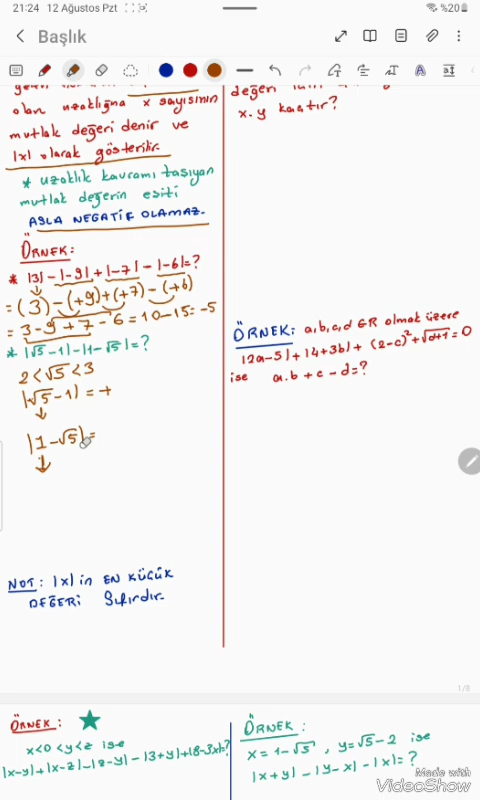 21:24 12 Ağustos Pzt
%20
Başlık
olan uzaklığına x sayısının
mutlak değeri denir ve
|x| olarak gösterilir.
* uzaklık kavramı taşıyan
mutlak değerin eşiti
ASLA NEGATİF OLAMAZ.
ÖRNEK:
* |3| - |-9| + |-7| - |-6| = ?
= (3) - (+9) + (+7) - (+6)
= 3 - 9 + 7 - 6 = 10 - 15 = -5
* |√5 - 1| - |1 - √5| = ?
2 < √5 < 3
|√5 - 1| = +
|1 - √5| =
NOT: |x| in EN KÜÇÜK
DEĞERİ Sıfırdır.
değeri
x.y kaçtır?
ÖRNEK: a,b,c,d ∈ R olmak üzere
|2a-5| + |4+3b| + (2-c)² + √d+1 = 0
ise a.b + c - d = ?
1/8
ÖRNEK:
x<0<y<z ise
|x-y| + |x-z| - |z-y| - |3+y| + |8-3x| = ?
ÖRNEK:
x = 1-√5, y = √5-2 ise
|x+y| - |y-x| - |x| = ?
Made with
VideoShow